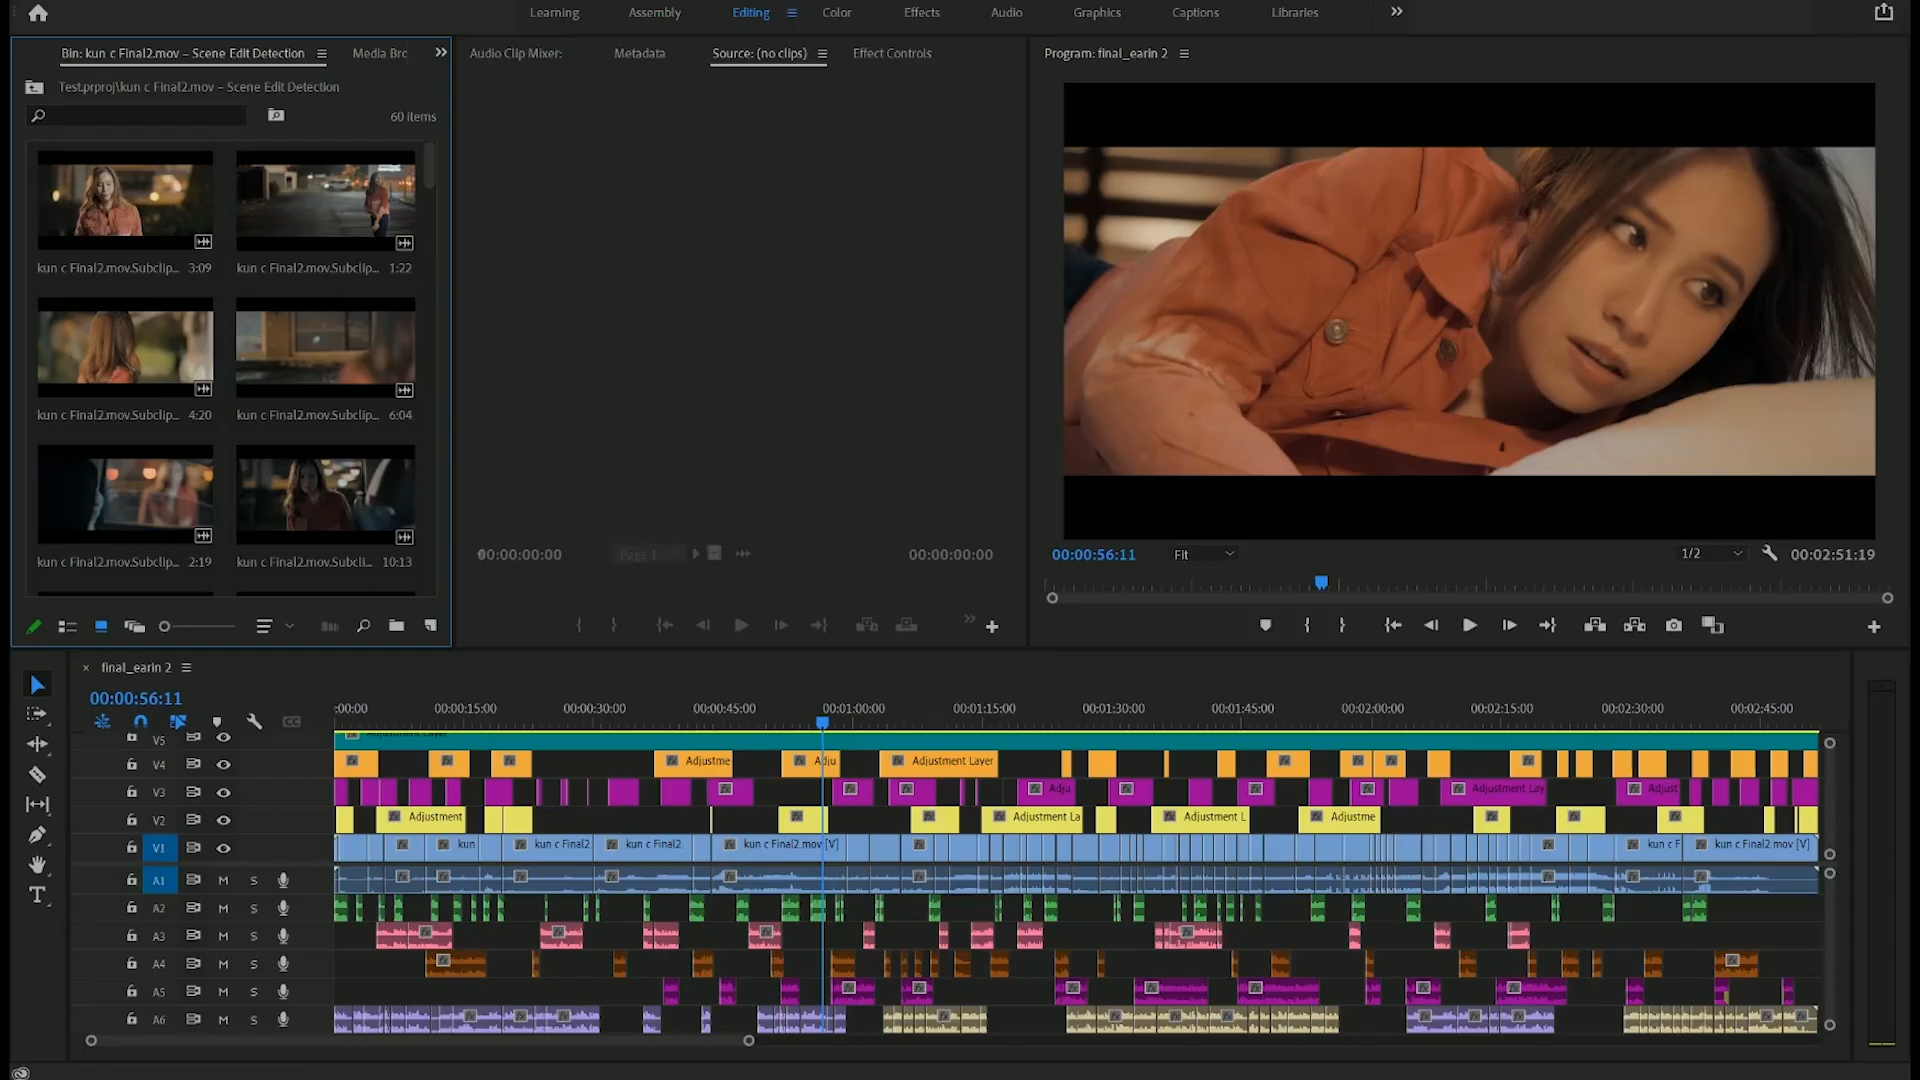 Learning Assembly Editing Color Effects Audio Graphics Captions Libraries
Bin: kun c Final2.mov – Scene Edit Detection Media Brc
Test.prproj\kun c Final2.mov – Scene Edit Detection
60 items
kun c Final2.mov.Subclip... 3:09 kun c Final2.mov.Subclip... 1:22
kun c Final2.mov.Subclip... 4:20 kun c Final2.mov.Subclip... 6:04
kun c Final2.mov.Subclip... 2:19 kun c Final2.mov.Subcli... 10:13
Audio Clip Mixer: Metadata Source: (no clips) Effect Controls
00:00:00:00 Page 1 00:00:00:00
Program: final_earin 2
00:00:56:11 Fit 1/2 00:02:51:19
final_earin 2
00:00:56:11
:00:00 00:00:15:00 00:00:30:00 00:00:45:00 00:01:00:00 00:01:15:00 00:01:30:00 00:01:45:00 00:02:00:00 00:02:15:00 00:02:30:00 00:02:45:00
V5 Adjustment Layer
V4 Adjustme Adju Adjustment Layer
V3 Adju Adjustment Lay Adjust
V2 Adjustment Adjustment La Adjustment L Adjustme
V1 kun kun c Final2. kun c Final2. kun c Final2.mov [V] kun c F kun c Final2.mov [V]
A1 M S
A2 M S
A3 M S
A4 M S
A5 M S
A6 M S